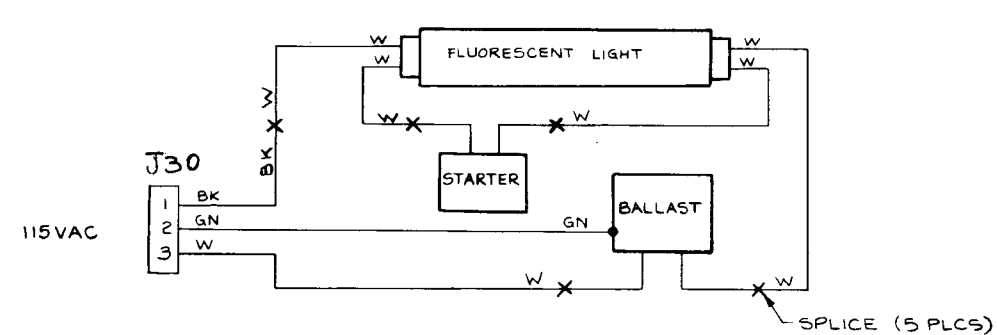 W
W
FLUORESCENT LIGHT
W
W
W
BK
W
W
J30
STARTER
115VAC
1 BK
2 GN
3 W
GN
BALLAST
W
W
SPLICE (5 PLCS)